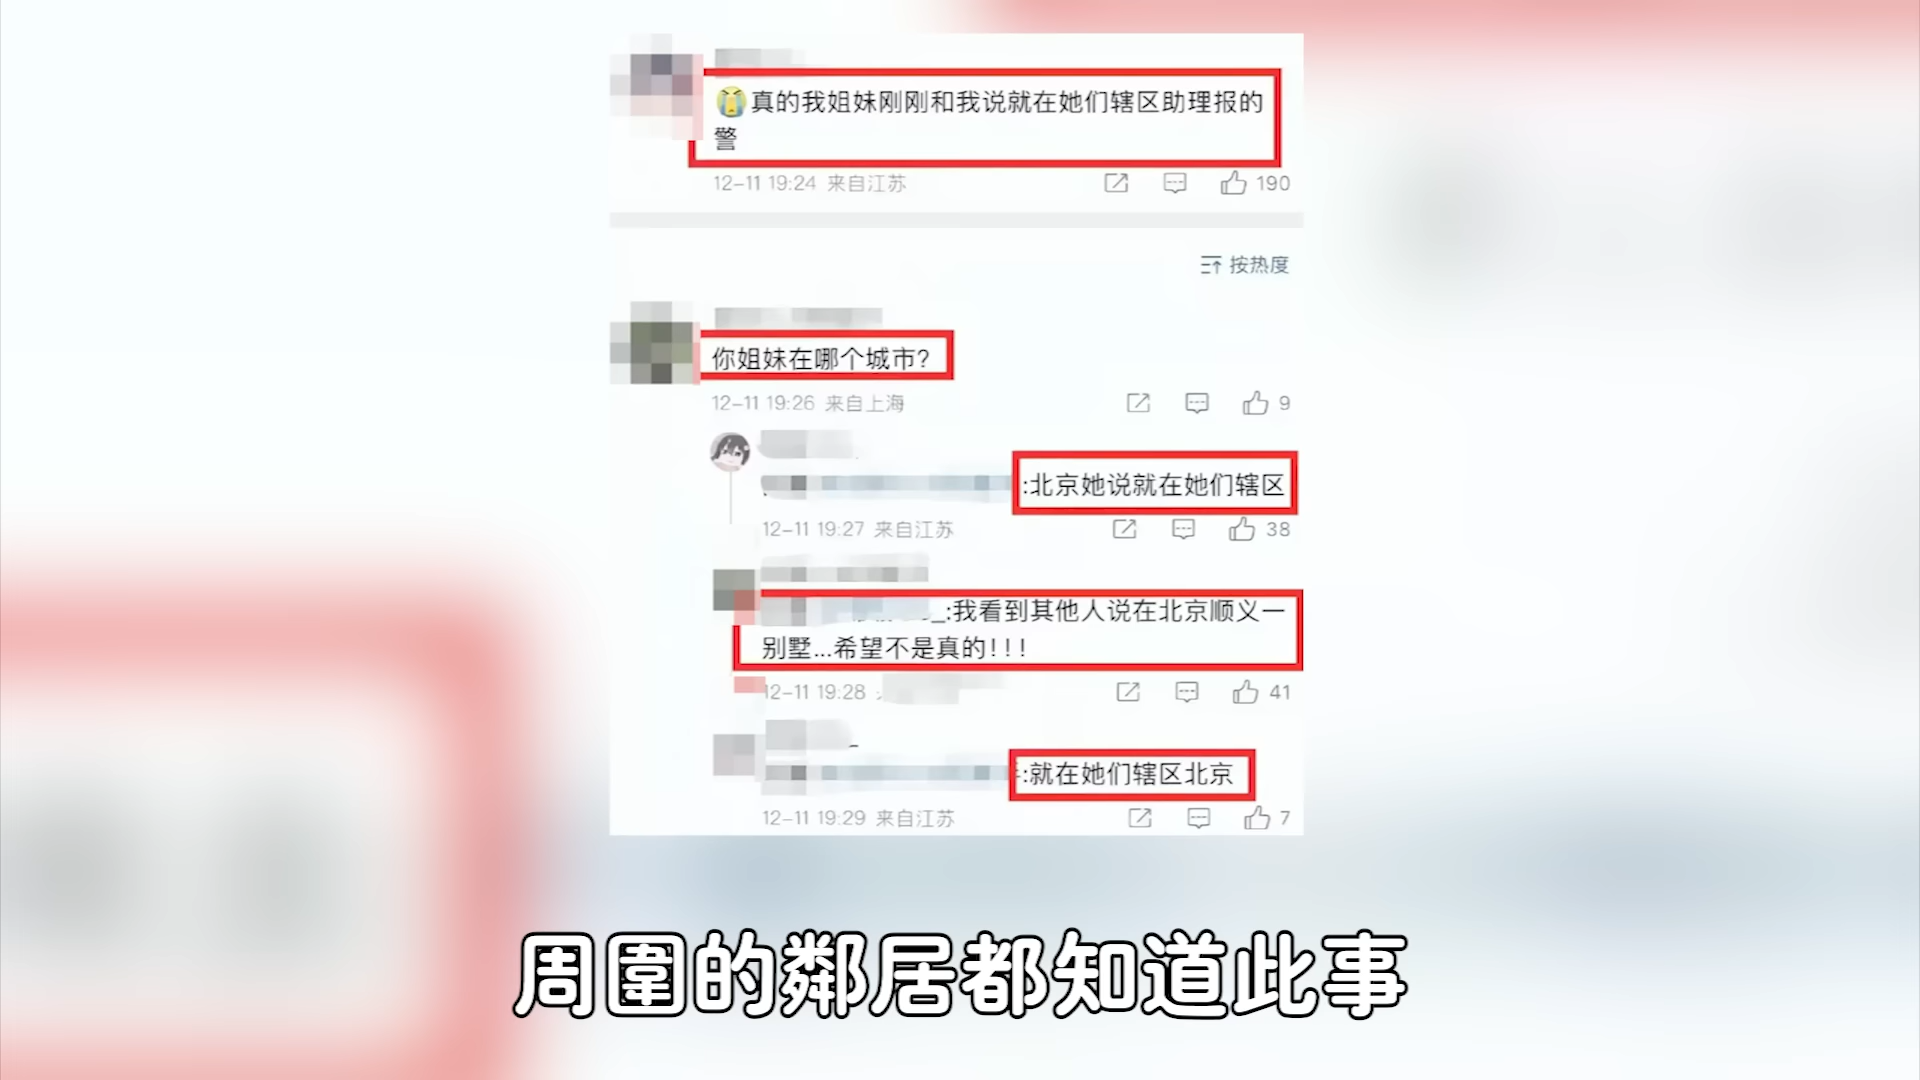 😭真的我姐妹刚刚和我说就在她们辖区助理报的
警
12-11 19:24 来自江苏 190
按热度
你姐妹在哪个城市?
12-11 19:26 来自上海 9
:北京她说就在她们辖区
12-11 19:27 来自江苏 38
_:我看到其他人说在北京顺义一
别墅...希望不是真的!!!
12-11 19:28 41
:就在她们辖区北京
12-11 19:29 来自江苏 7
周圍的鄰居都知道此事